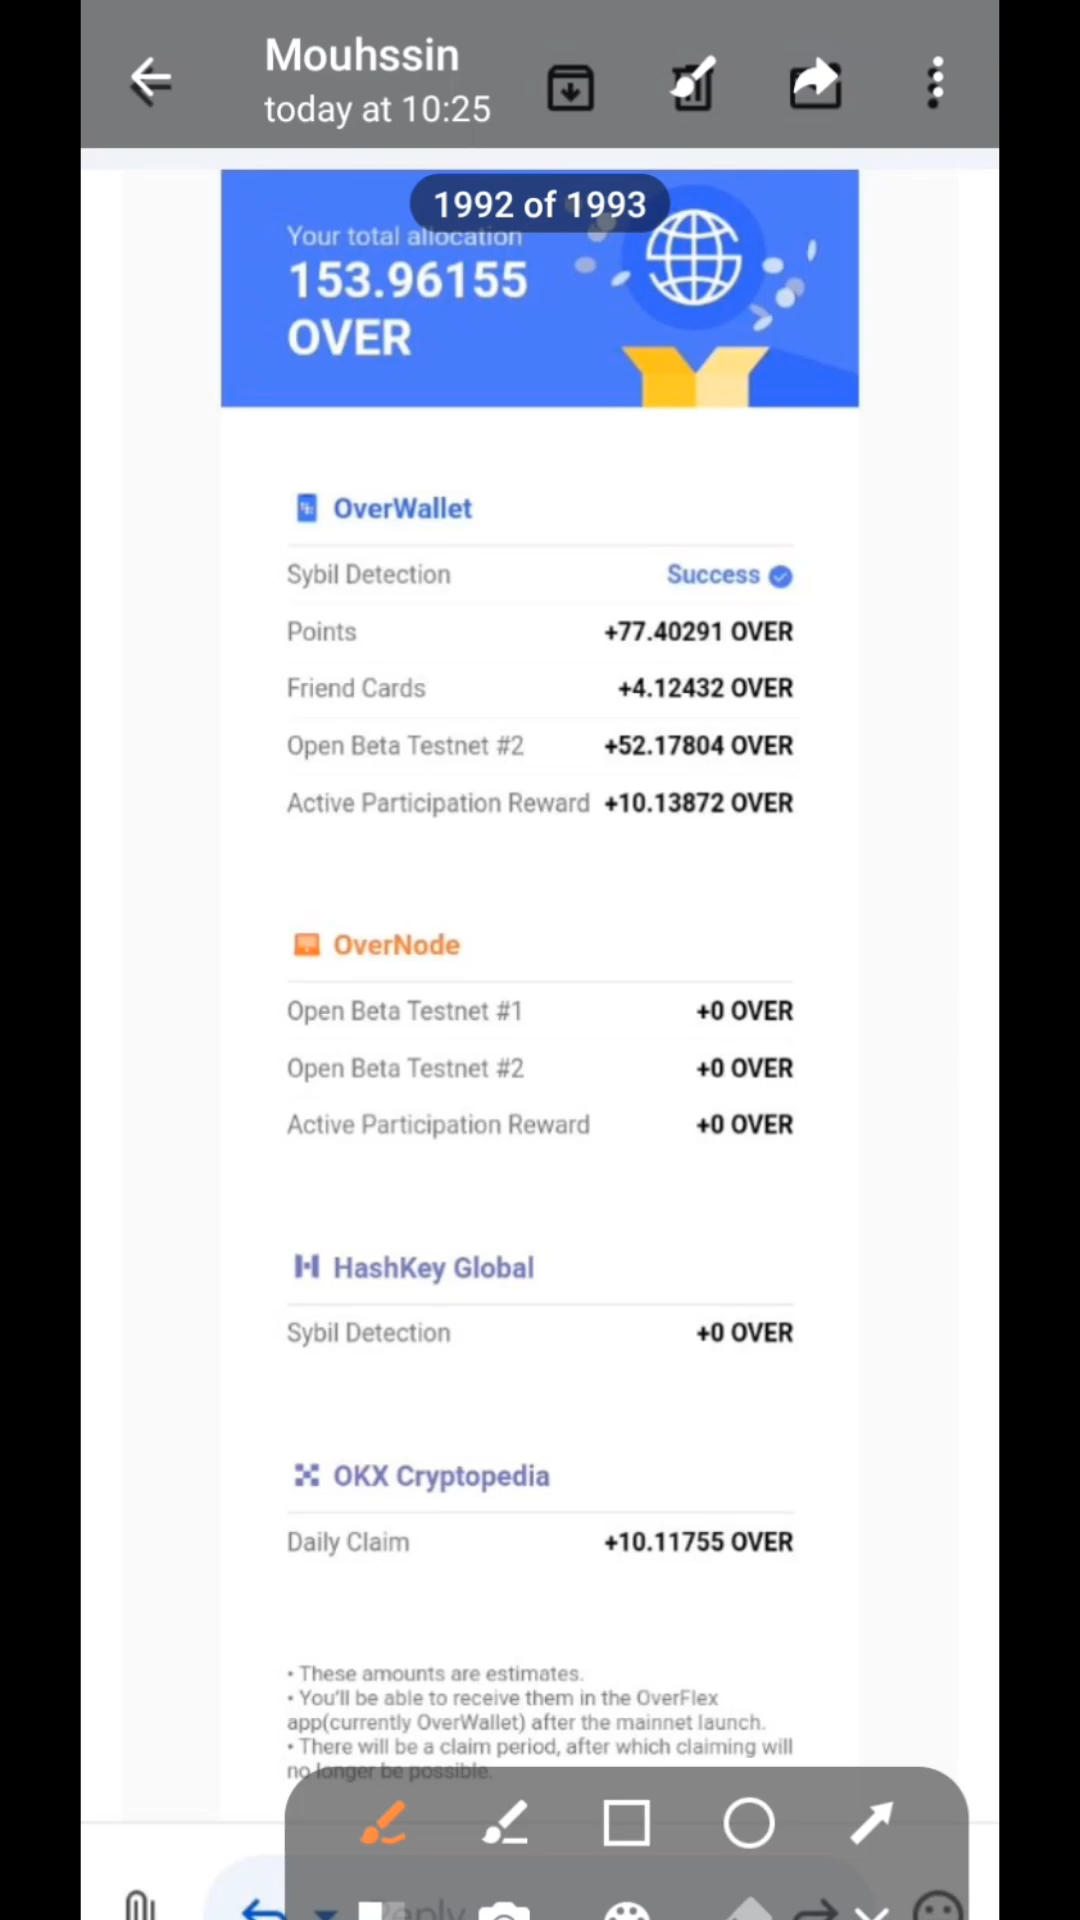 Mouhssin
today at 10:25
1992 of 1993
Your total allocation
153.96155
OVER
OverWallet
Sybil Detection Success
Points +77.40291 OVER
Friend Cards +4.12432 OVER
Open Beta Testnet #2 +52.17804 OVER
Active Participation Reward +10.13872 OVER
OverNode
Open Beta Testnet #1 +0 OVER
Open Beta Testnet #2 +0 OVER
Active Participation Reward +0 OVER
HashKey Global
Sybil Detection +0 OVER
OKX Cryptopedia
Daily Claim +10.11755 OVER
• These amounts are estimates.
• You'll be able to receive them in the OverFlex
app(currently OverWallet) after the mainnet launch.
• There will be a claim period, after which claiming will
no longer be possible.
Reply